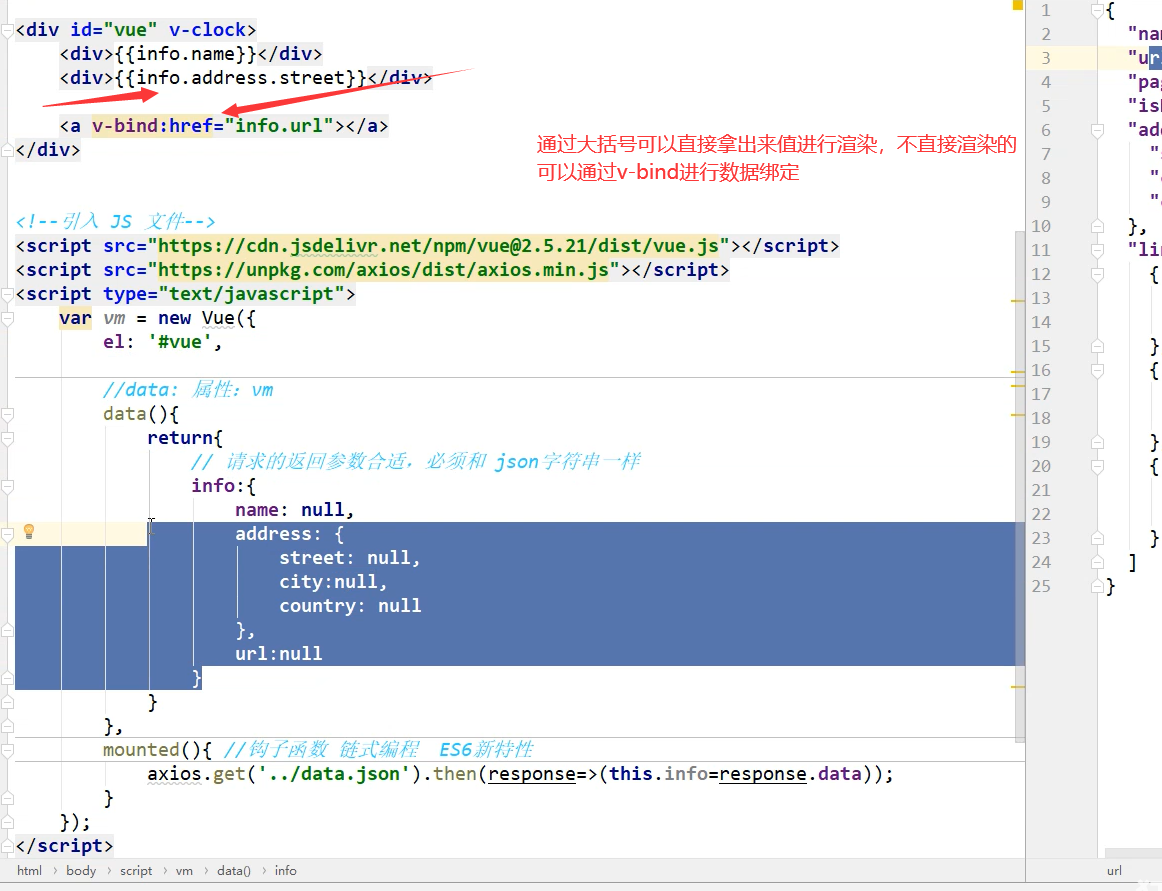 <div id="vue" v-clock>
<div>{{info.name}}</div>
<div>{{info.address.street}}</div>
<a v-bind:href="info.url"></a>
</div>
通过大括号可以直接拿出来值进行渲染，不直接渲染的
可以通过v-bind进行数据绑定
<!--引入 JS 文件-->
<script src="https://cdn.jsdelivr.net/npm/vue@2.5.21/dist/vue.js"></script>
<script src="https://unpkg.com/axios/dist/axios.min.js"></script>
<script type="text/javascript">
var vm = new Vue({
el: '#vue',
//data: 属性：vm
data(){
return{
// 请求的返回参数合适，必须和 json字符串一样
info:{
name: null,
address: {
street: null,
city:null,
country: null
},
url:null
}
}
},
mounted(){ //钩子函数 链式编程 ES6新特性
axios.get('../data.json').then(response=>(this.info=response.data));
}
});
</script>
html › body › script › vm › data() › info
1 {
2
3
4
5
6
7
8
9
10 },
11
12 {
13
14
15 }
16 {
17
18
19 }
20 {
21
22
23 }
24 ]
25 }
url